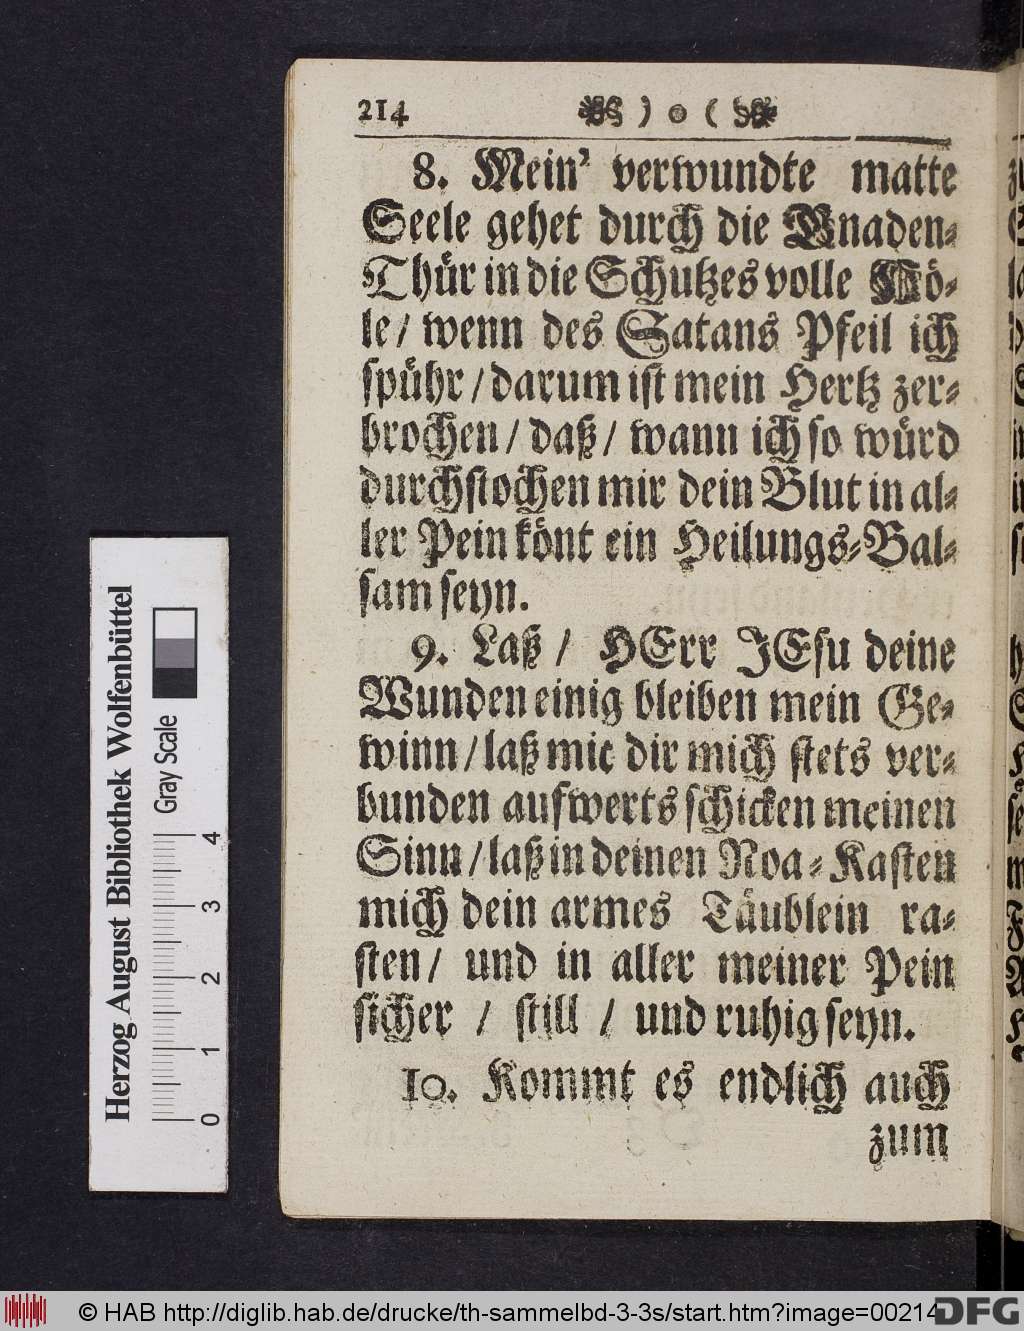 214 ) o (
8. Mein' verwundte matte
Seele gehet durch die Gnaden-
Thür in die Schutzes volle Hö-
le / wenn des Satans Pfeil ich
spühr / darum ist mein Hertz zer-
brochen / daß / wann ich so würd
durchstochen mir dein Blut in al-
ler Pein könt ein Heilungs-Bal-
sam seyn.
9. Laß / HErr JEsu deine
Wunden einig bleiben mein Ge-
winn / laß mit dir mich stets ver-
bunden aufwerts schicken meinen
Sinn / laß in deinen Noa-Kasten
mich dein armes Täublein ra-
sten / und in aller meiner Pein
sicher / still / und ruhig seyn.
10. Kommt es endlich auch
zum
Herzog August Bibliothek Wolfenbüttel
Gray Scale
0 1 2 3 4
© HAB http://diglib.hab.de/drucke/th-sammelbd-3-3s/start.htm?image=00214
DFG